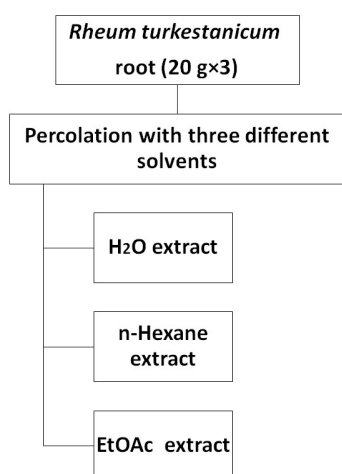 Rheum turkestanicum
root (20 g×3)
Percolation with three different
solvents
H2O extract
n-Hexane
extract
EtOAc extract